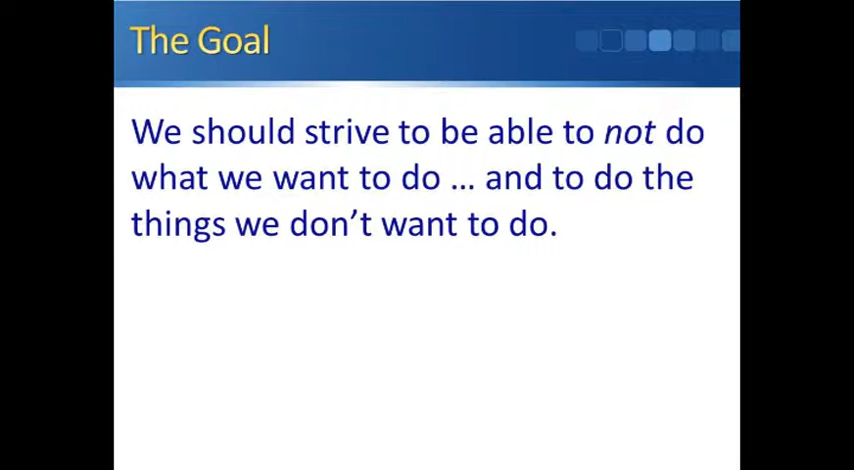 The Goal
We should strive to be able to not do
what we want to do … and to do the
things we don’t want to do.